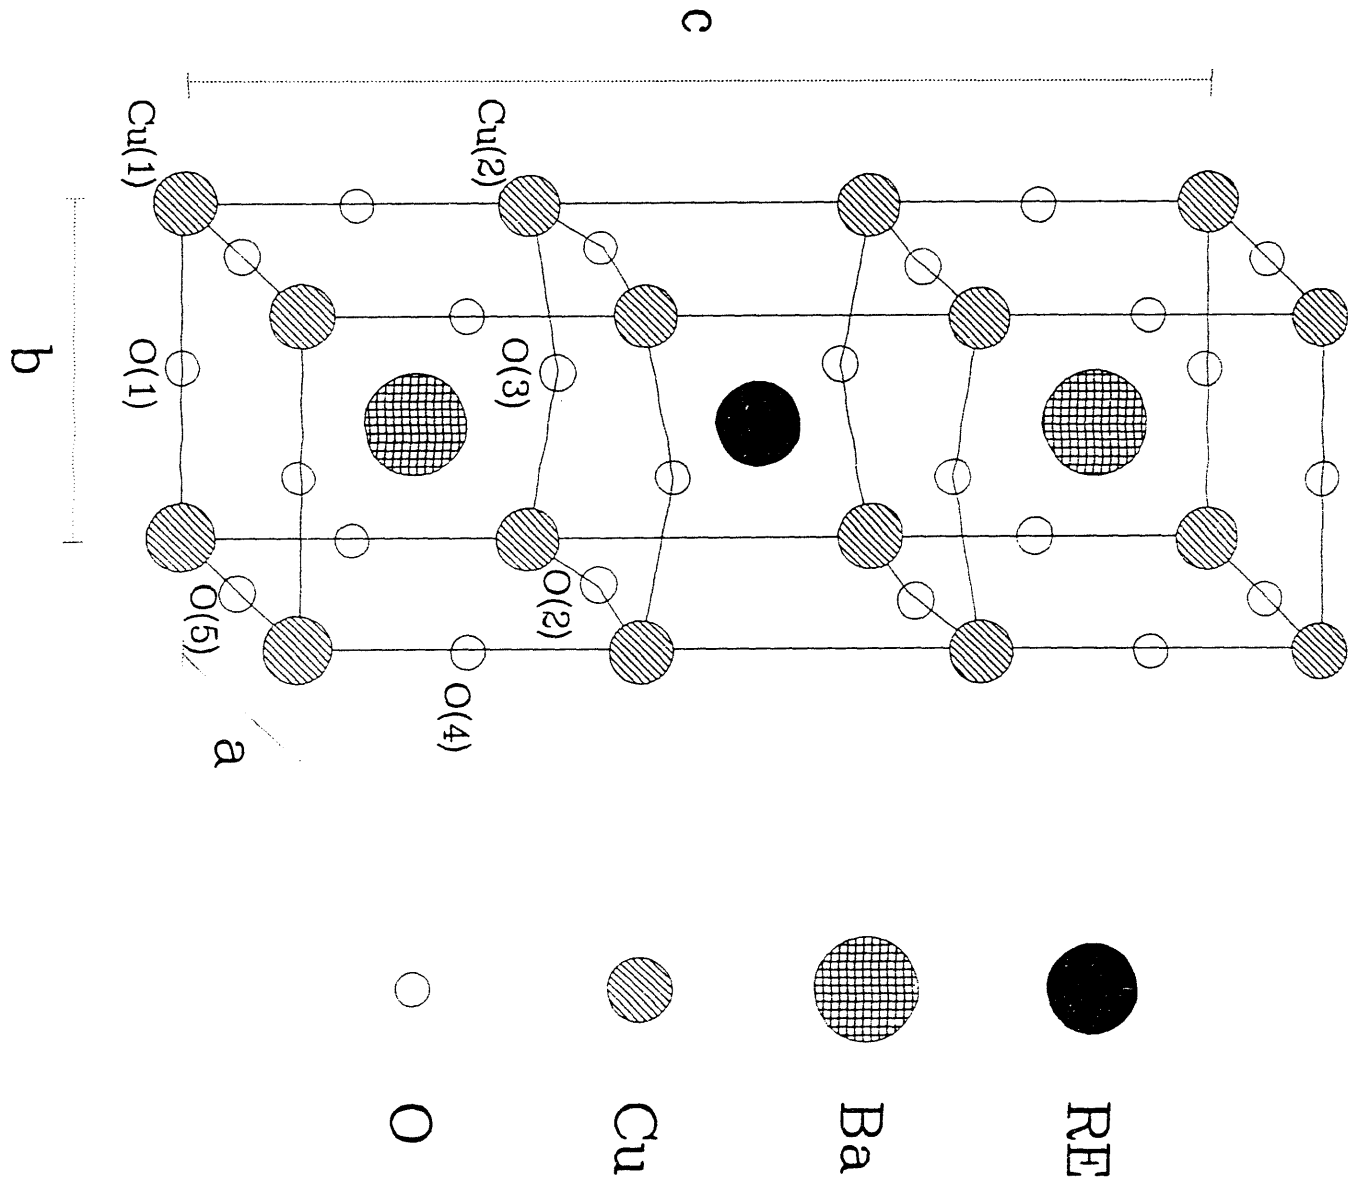 c
Cu(1)
Cu(2)
b
O(1)
O(3)
O(5)
O(2)
O(4)
a
RE
Ba
Cu
O